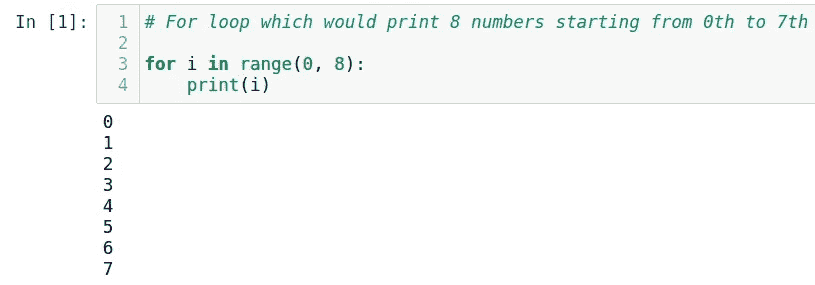 In [1]:
1 # For loop which would print 8 numbers starting from 0th to 7th
2
3 for i in range(0, 8):
4     print(i)
0
1
2
3
4
5
6
7